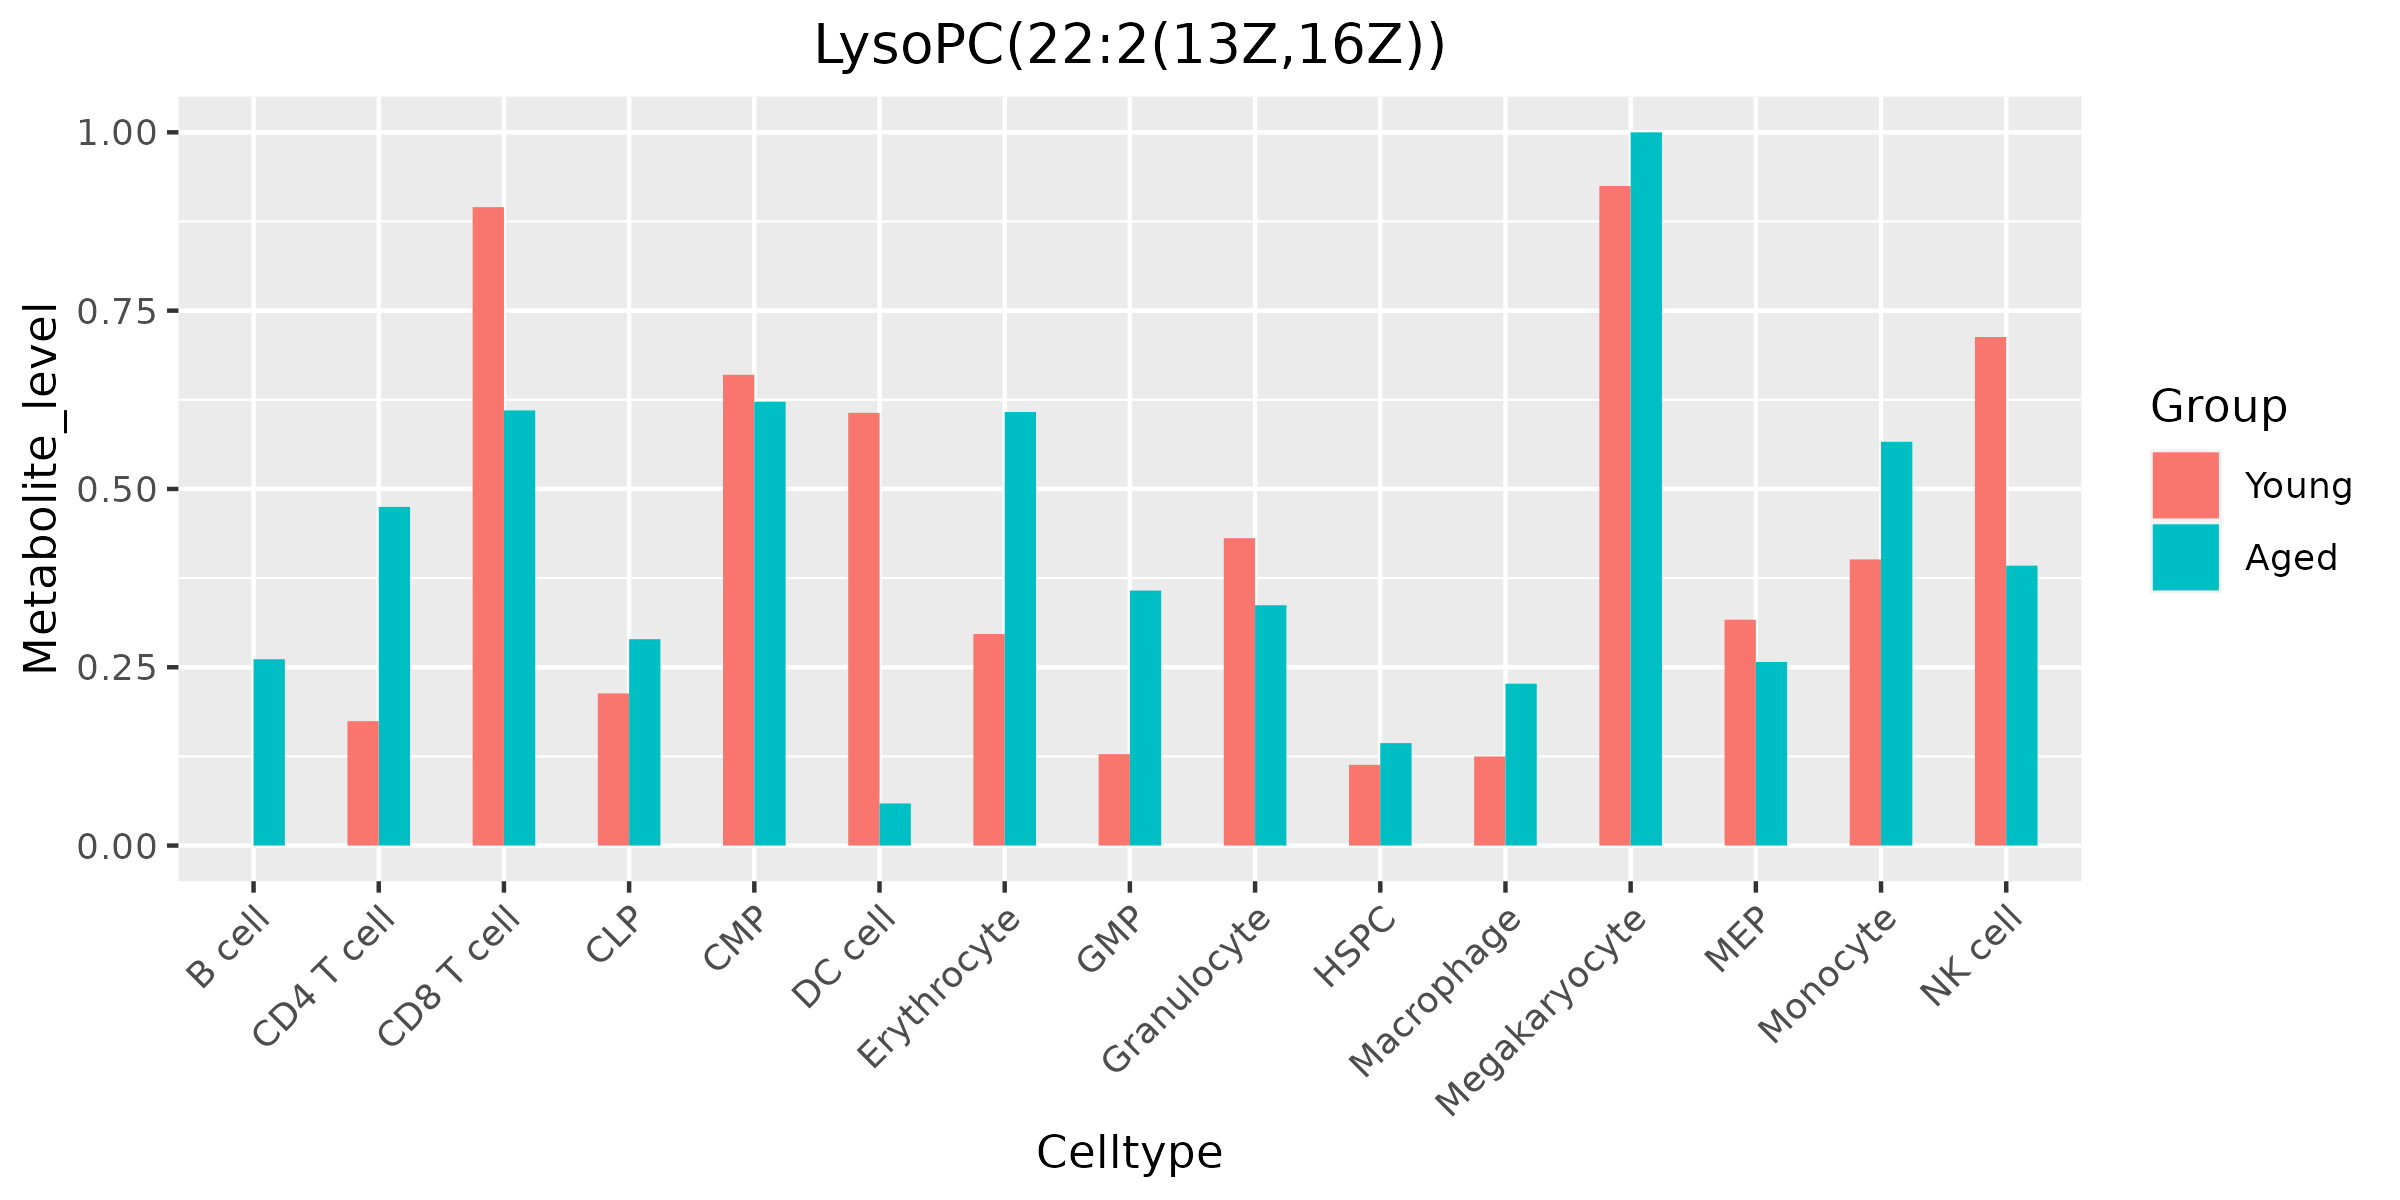 LysoPC(22:2(13Z,16Z))
Metabolite_level
1.00
0.75
0.50
0.25
0.00
B cell
CD4 T cell
CD8 T cell
CLP
CMP
DC cell
Erythrocyte
GMP
Granulocyte
HSPC
Macrophage
Megakaryocyte
MEP
Monocyte
NK cell
Celltype
Group
Young
Aged